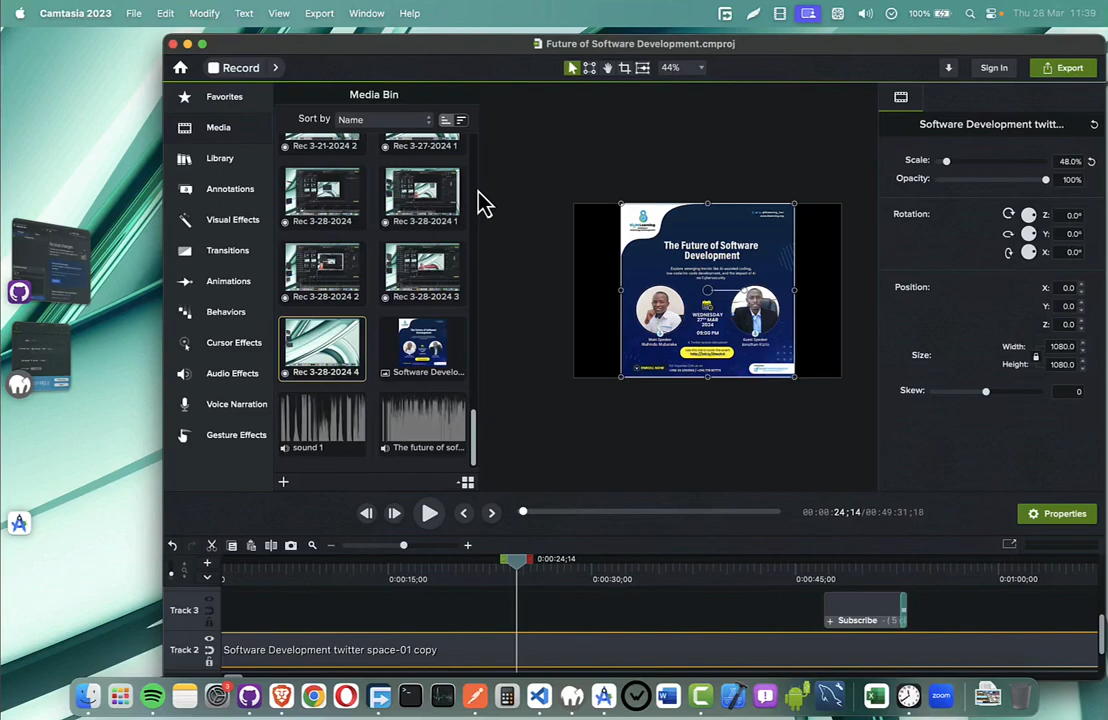 Camtasia 2023 File Edit Modify Text View Export Window Help 100% Thu 28 Mar 11:39
Future of Software Development.cmproj
Record 44% Sign In Export
Favorites
Media
Library
Annotations
Visual Effects
Transitions
Animations
Behaviors
Cursor Effects
Audio Effects
Voice Narration
Gesture Effects
Media Bin
Sort by Name
Rec 3-21-2024 2 Rec 3-27-2024 1
Rec 3-28-2024 Rec 3-28-2024 1
Rec 3-28-2024 2 Rec 3-28-2024 3
Rec 3-28-2024 4 Software Develo...
sound 1 The future of sof...
The Future of Software
Development
WEDNESDAY
27TH MAR
2024
09:00 PM
ENROLL NOW
Software Development twitt...
Scale: 48.0%
Opacity: 100%
Rotation: Z: 0.0°
Y: 0.0°
X: 0.0°
Position: X: 0.0
Y: 0.0
Z: 0.0
Size: Width: 1080.0
Height: 1080.0
Skew: 0
00:00:24;14/00:49:31;18
Properties
0:00:24;14
0:00:15;00 0:00:30;00 0:00:45;00 0:01:00;00
Track 3 + Subscribe
Track 2 Software Development twitter space-01 copy
3
zoom